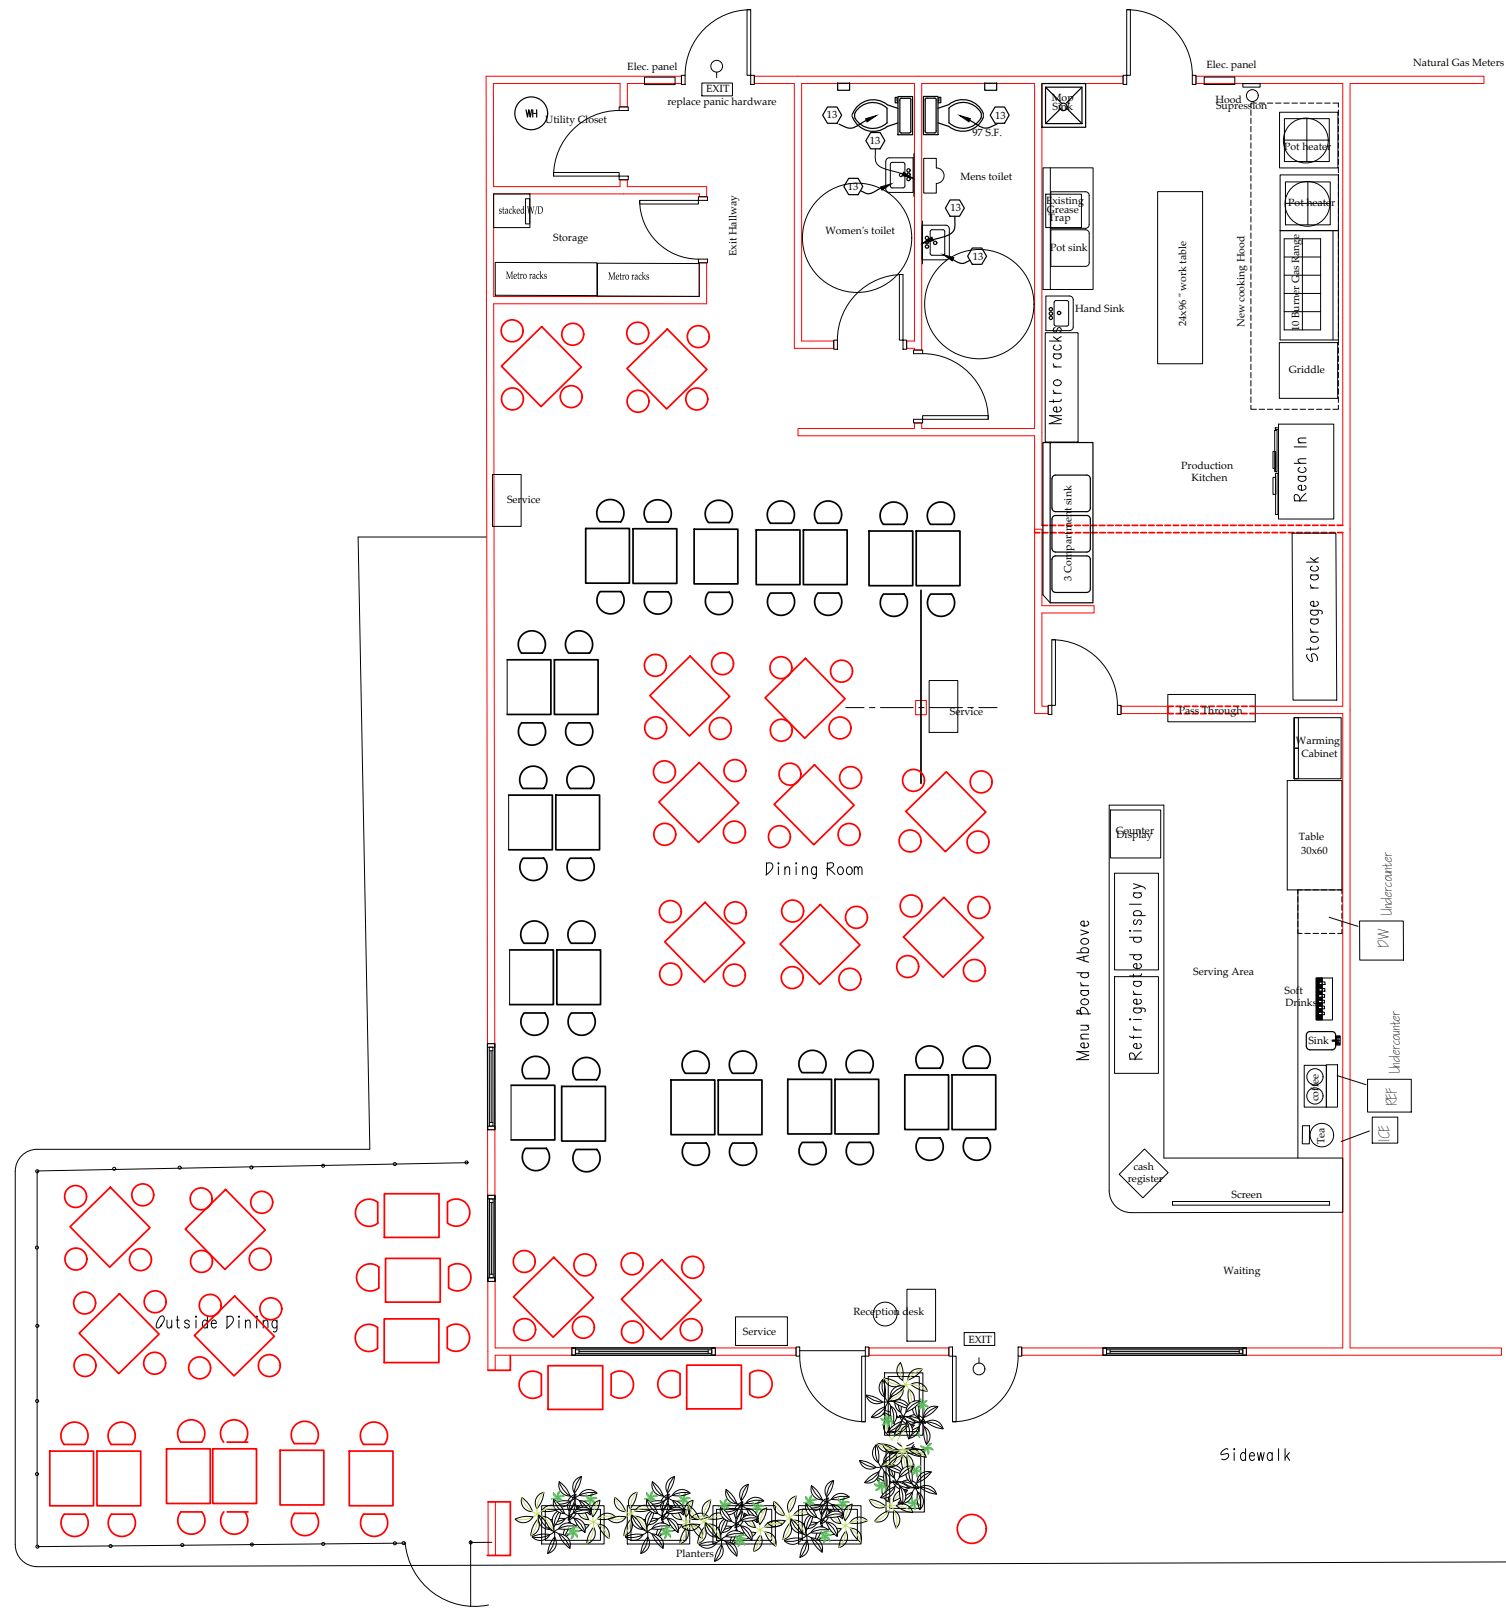 Elec. panel
EXIT
replace panic hardware
Elec. panel
Natural Gas Meters
Hood
Supression
WH
Utility Closet
13
13
13
97 S.F.
Mop
Sink
Pot heater
Mens toilet
13
stacked W/D
Storage
Exit Hallway
Women's toilet
13
13
Existing
Grease
Trap
Pot sink
24x96 " work table
New cooking Hood
Pot heater
10 Burner Gas Range
Metro racks
Metro racks
Hand Sink
Metro racks
Griddle
Service
Production
Kitchen
Reach In
3 Compartment sink
Storage rack
Service
Pass Through
Warming
Cabinet
Counter
Display
Table
30x60
Dining Room
Refrigerated display
Menu Board Above
Serving Area
DW
Undercounter
Soft
Drinks
Sink
Undercounter
coffee
REF
Tea
ICE
cash
register
Screen
Waiting
Outside Dining
Service
Reception desk
EXIT
Sidewalk
Planters